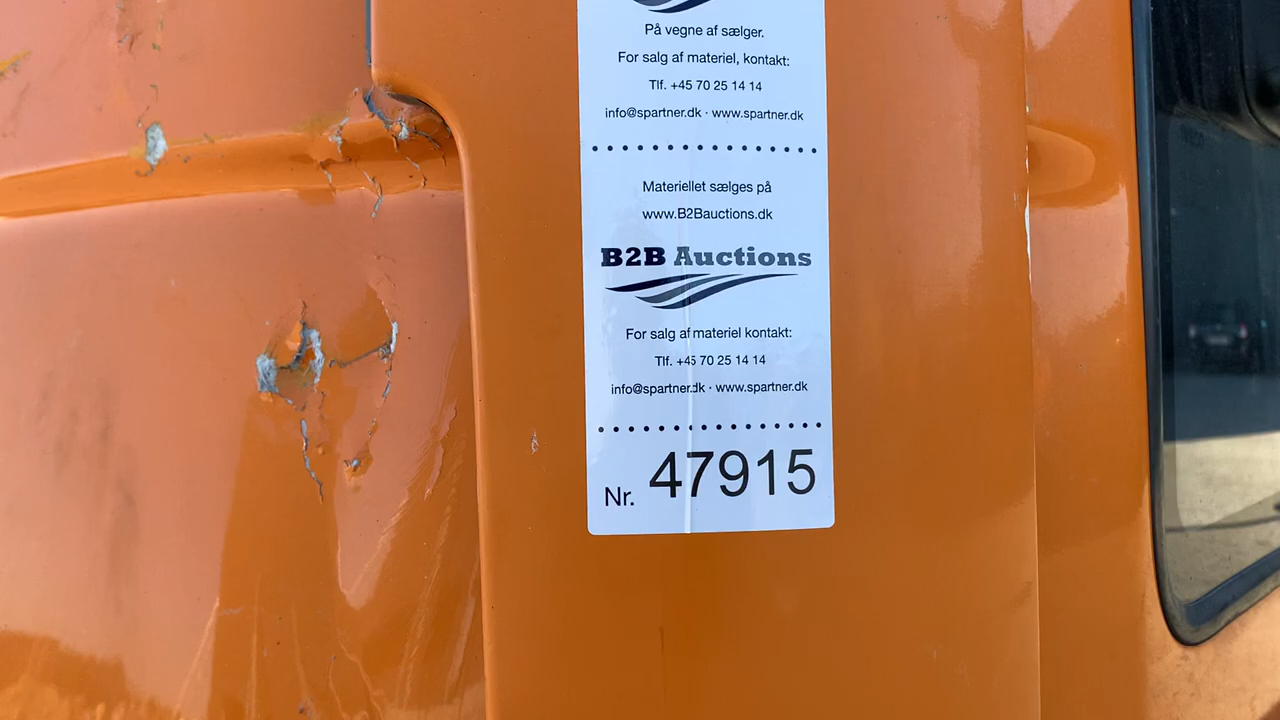 På vegne af sælger.
For salg af materiel, kontakt:
Tlf. +45 70 25 14 14
info@spartner.dk · www.spartner.dk
Materiellet sælges på
www.B2Bauctions.dk
B2B Auctions
For salg af materiel kontakt:
Tlf. +45 70 25 14 14
info@spartner.dk · www.spartner.dk
Nr. 47915